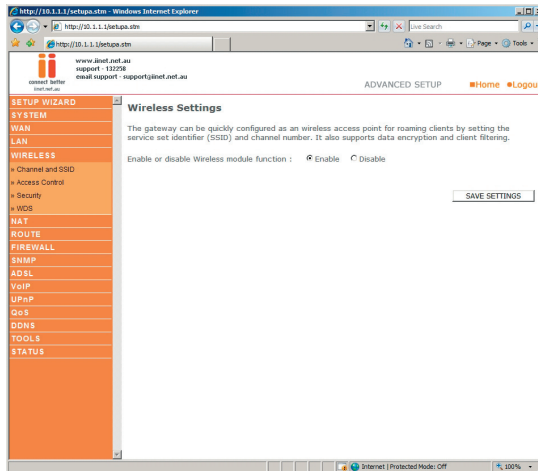 http://10.1.1.1/setupa.stm - Windows Internet Explorer
http://10.1.1.1/setupa.stm
Live Search
http://10.1.1.1/setupa.stm
Page
Tools
www.iinet.net.au
support - 132258
email support - support@iinet.net.au
connect better
iinet.net.au
ADVANCED SETUP
Home
Logou
SETUP WIZARD
SYSTEM
WAN
LAN
WIRELESS
» Channel and SSID
» Access Control
» Security
» WDS
NAT
ROUTE
FIREWALL
SNMP
ADSL
VoIP
UPnP
QoS
DDNS
TOOLS
STATUS
Wireless Settings
The gateway can be quickly configured as an wireless access point for roaming clients by setting the
service set identifier (SSID) and channel number. It also supports data encryption and client filtering.
Enable or disable Wireless module function : Enable Disable
SAVE SETTINGS
Internet | Protected Mode: Off
100%